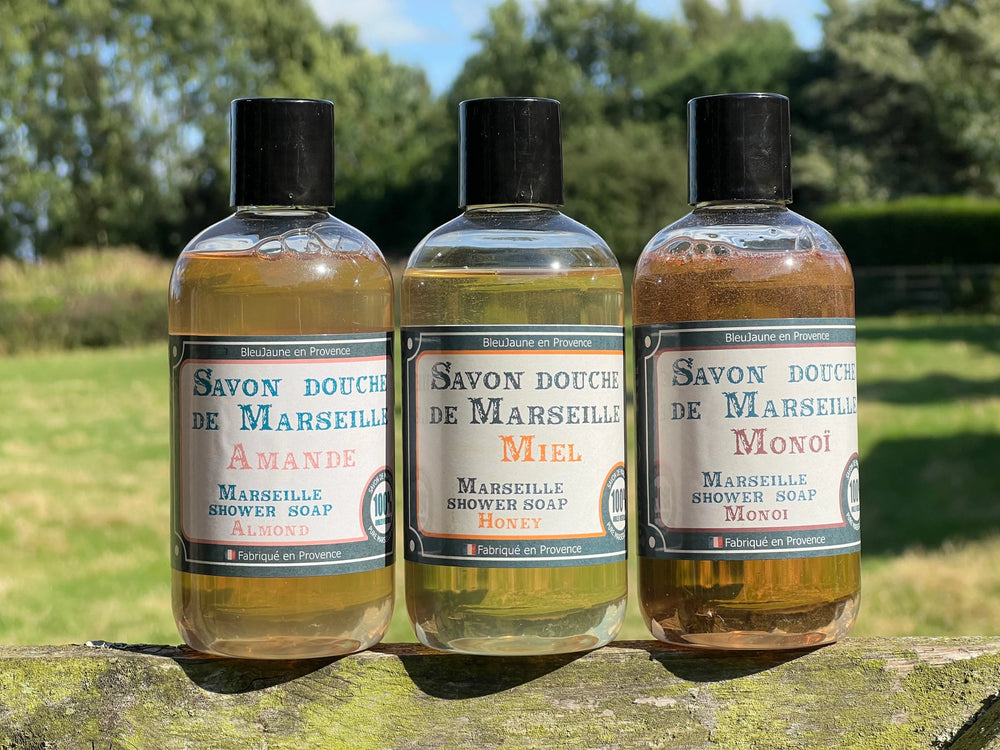 BleuJaune en Provence
Savon douche
de Marseille
Amande
Marseille
shower soap
Almond
100%
Fabriqué en Provence
BleuJaune en Provence
Savon douche
de Marseille
Miel
Marseille
shower soap
Honey
100%
Fabriqué en Provence
BleuJaune en Provence
Savon douche
de Marseille
Monoï
Marseille
shower soap
Monoi
Fabriqué en Provence